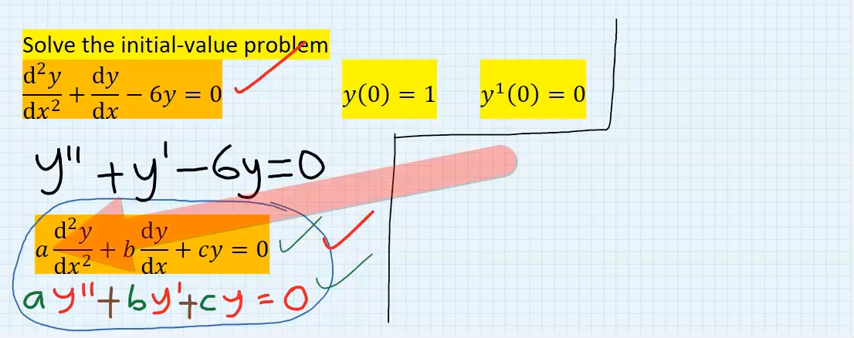 Solve the initial-value problem
d²y/dx² + dy/dx − 6y = 0 y(0) = 1 y¹(0) = 0
y'' + y' − 6y = 0
a d²y/dx² + b dy/dx + cy = 0
ay'' + by' + cy = 0